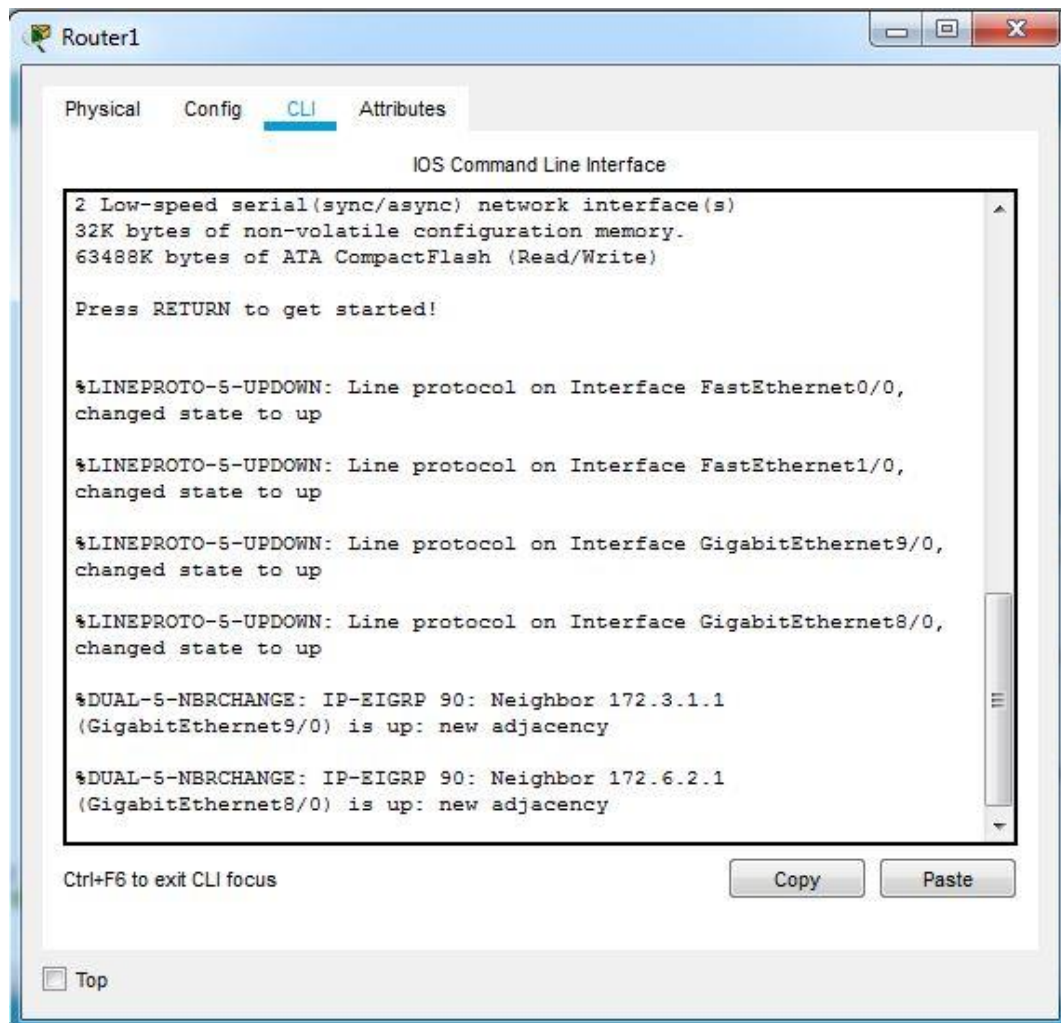 Router1
Physical Config CLI Attributes
IOS Command Line Interface
2 Low-speed serial(sync/async) network interface(s)
32K bytes of non-volatile configuration memory.
63488K bytes of ATA CompactFlash (Read/Write)
Press RETURN to get started!
%LINEPROTO-5-UPDOWN: Line protocol on Interface FastEthernet0/0,
changed state to up
%LINEPROTO-5-UPDOWN: Line protocol on Interface FastEthernet1/0,
changed state to up
%LINEPROTO-5-UPDOWN: Line protocol on Interface GigabitEthernet9/0,
changed state to up
%LINEPROTO-5-UPDOWN: Line protocol on Interface GigabitEthernet8/0,
changed state to up
%DUAL-5-NBRCHANGE: IP-EIGRP 90: Neighbor 172.3.1.1
(GigabitEthernet9/0) is up: new adjacency
%DUAL-5-NBRCHANGE: IP-EIGRP 90: Neighbor 172.6.2.1
(GigabitEthernet8/0) is up: new adjacency
Ctrl+F6 to exit CLI focus Copy Paste
Top